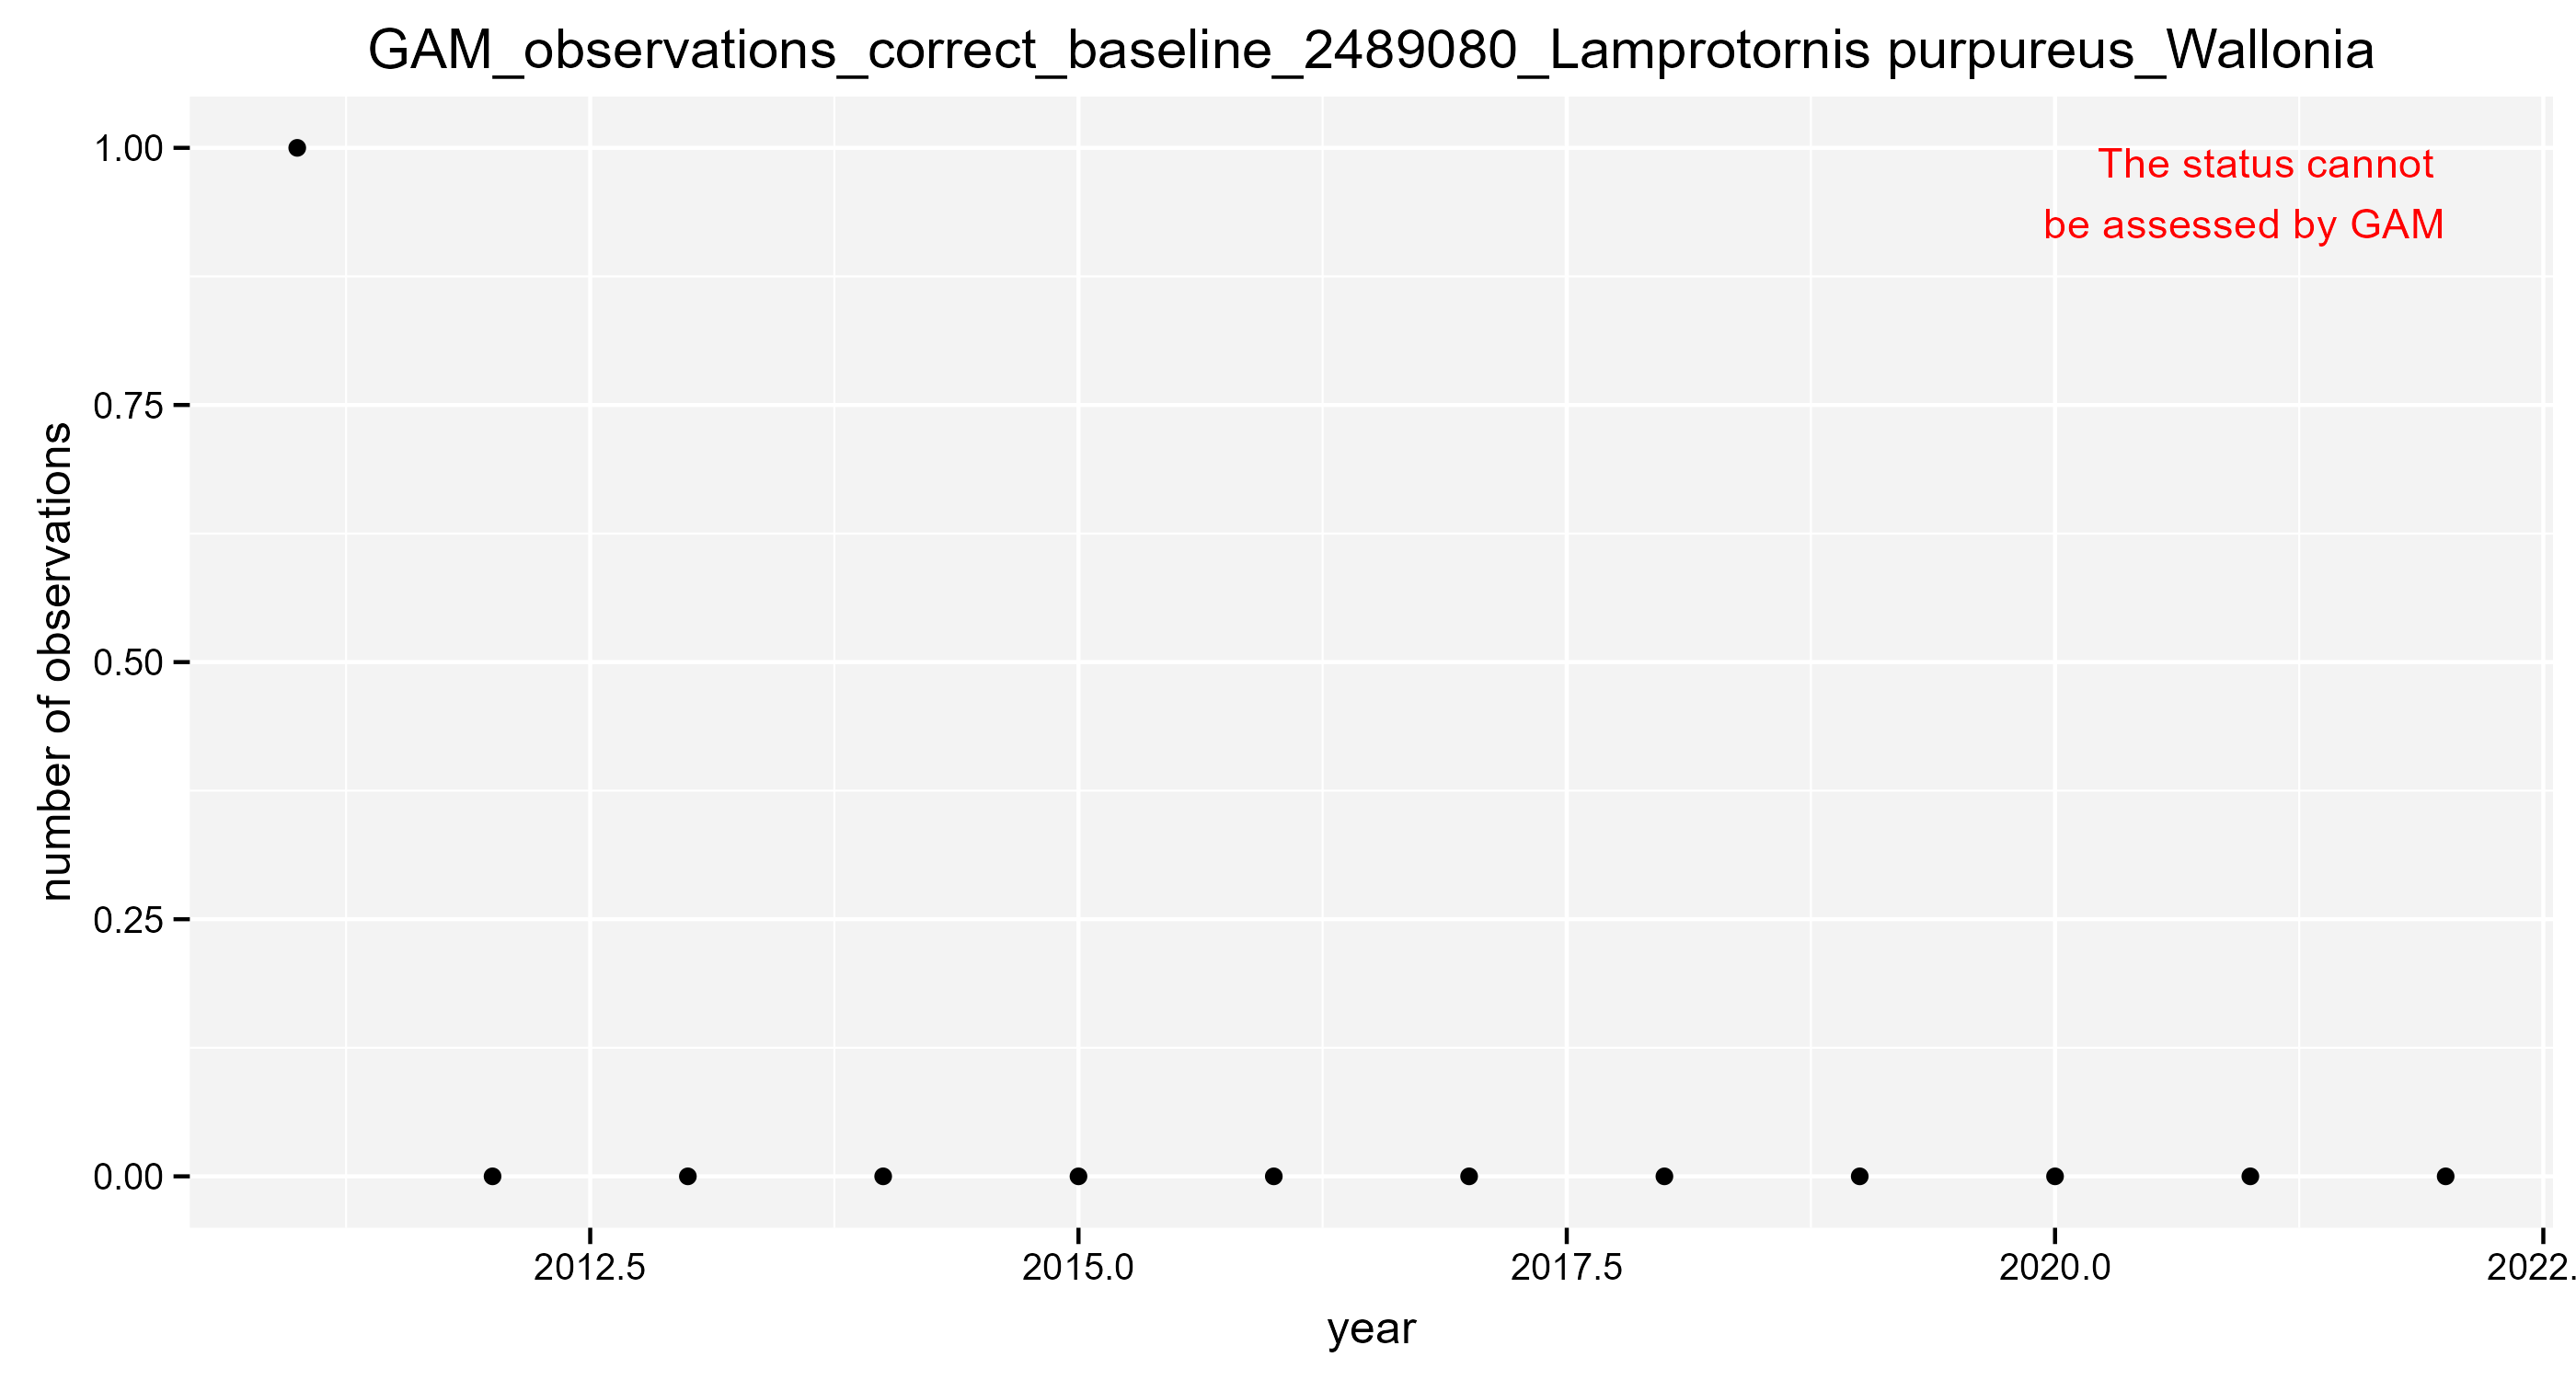 GAM_observations_correct_baseline_2489080_Lamprotornis purpureus_Wallonia
The status cannot
be assessed by GAM
number of observations
1.00
0.75
0.50
0.25
0.00
2012.5 2015.0 2017.5 2020.0 2022.
year